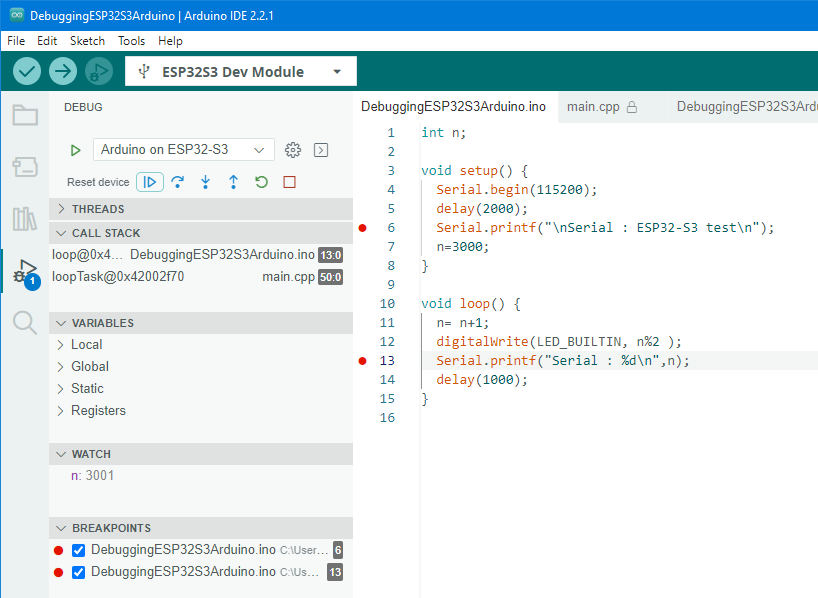 DebuggingESP32S3Arduino | Arduino IDE 2.2.1
File Edit Sketch Tools Help
ESP32S3 Dev Module
DEBUG
Arduino on ESP32-S3
Reset device
THREADS
CALL STACK
loop@0x4... DebuggingESP32S3Arduino.ino 13:0
loopTask@0x42002f70 main.cpp 50:0
VARIABLES
Local
Global
Static
Registers
WATCH
n: 3001
BREAKPOINTS
DebuggingESP32S3Arduino.ino C:\User... 6
DebuggingESP32S3Arduino.ino C:\Us... 13
1
DebuggingESP32S3Arduino.ino main.cpp DebuggingESP32S3Ard
1 int n;
2
3 void setup() {
4 Serial.begin(115200);
5 delay(2000);
6 Serial.printf("\nSerial : ESP32-S3 test\n");
7 n=3000;
8 }
9
10 void loop() {
11 n= n+1;
12 digitalWrite(LED_BUILTIN, n%2 );
13 Serial.printf("Serial : %d\n",n);
14 delay(1000);
15 }
16